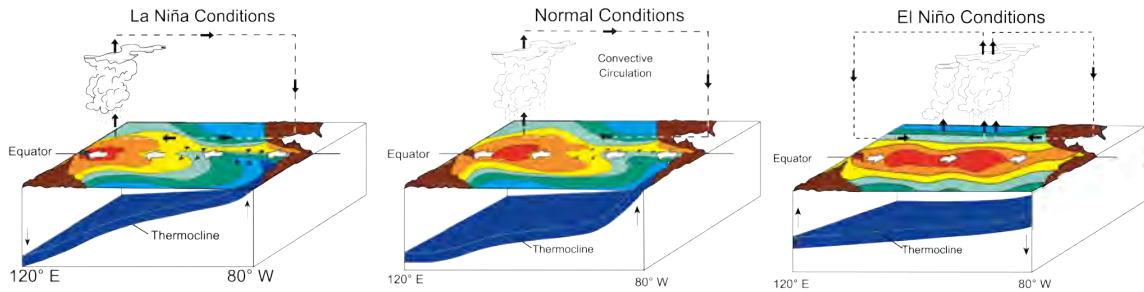 La Niña Conditions
Equator
Thermocline
120° E
80° W
Normal Conditions
Convective
Circulation
Equator
Thermocline
120° E
80° W
El Niño Conditions
Equator
Thermocline
120° E
80° W